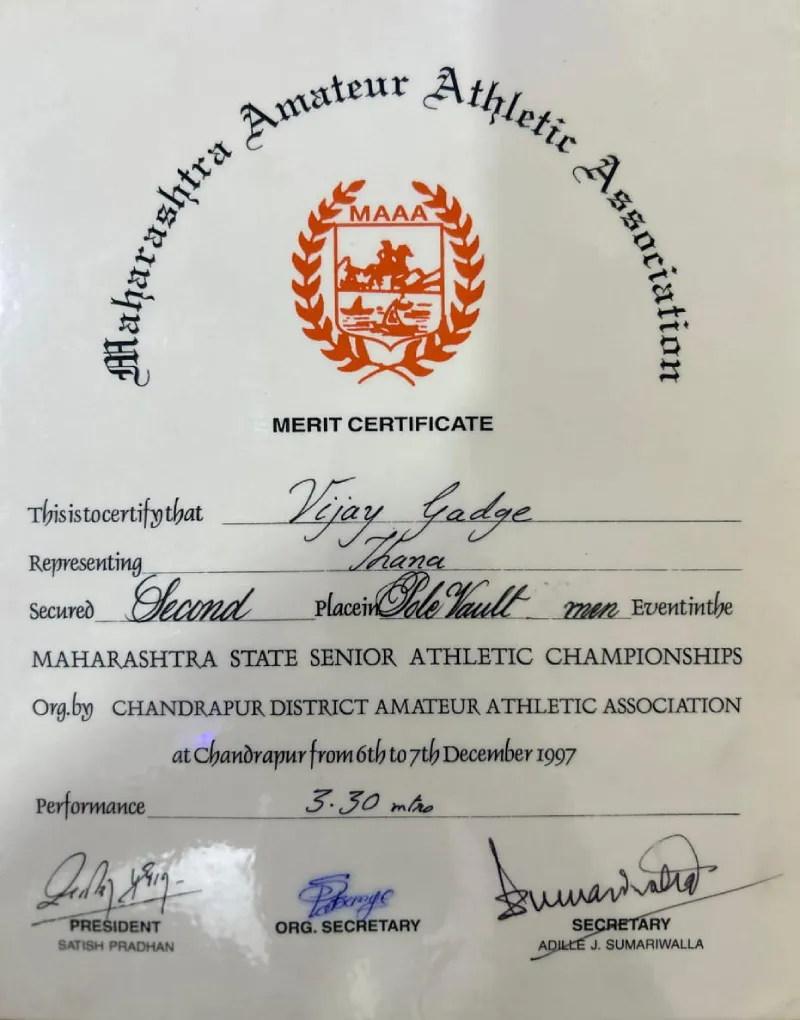 Maharashtra Amateur Athletic Association
MAAA
MERIT CERTIFICATE
This is to certify that Vijay Gadge
Representing Thana
Secured Second Place in Pole Vault men Event in the
MAHARASHTRA STATE SENIOR ATHLETIC CHAMPIONSHIPS
Org. by CHANDRAPUR DISTRICT AMATEUR ATHLETIC ASSOCIATION
at Chandrapur from 6th to 7th December 1997
Performance 3.30 mtrs
PRESIDENT
SATISH PRADHAN
ORG. SECRETARY
SECRETARY
ADILLE J. SUMARIWALLA